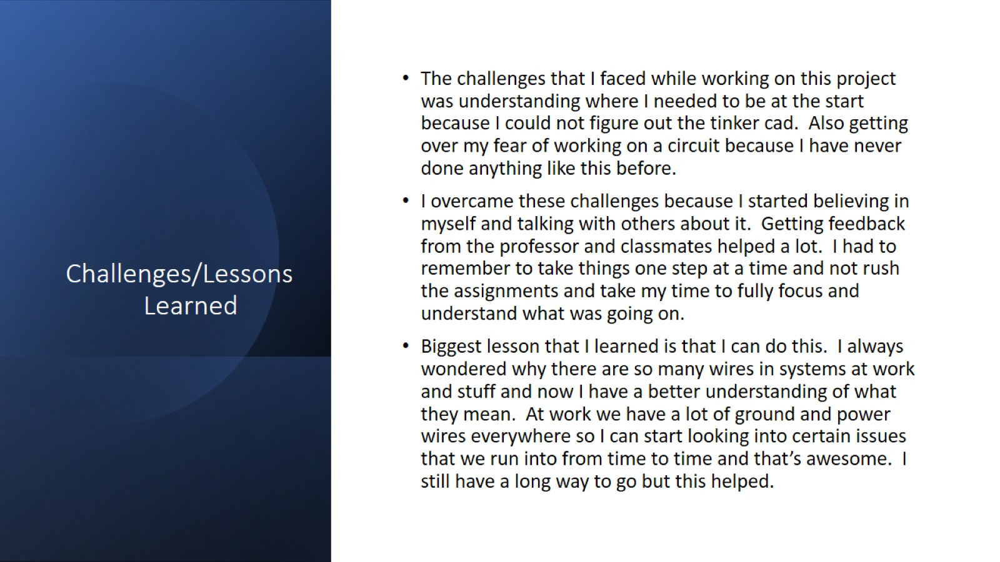 Challenges/Lessons
Learned
• The challenges that I faced while working on this project
was understanding where I needed to be at the start
because I could not figure out the tinker cad.  Also getting
over my fear of working on a circuit because I have never
done anything like this before.
• I overcame these challenges because I started believing in
myself and talking with others about it.  Getting feedback
from the professor and classmates helped a lot.  I had to
remember to take things one step at a time and not rush
the assignments and take my time to fully focus and
understand what was going on.
• Biggest lesson that I learned is that I can do this.  I always
wondered why there are so many wires in systems at work
and stuff and now I have a better understanding of what
they mean.  At work we have a lot of ground and power
wires everywhere so I can start looking into certain issues
that we run into from time to time and that’s awesome.  I
still have a long way to go but this helped.